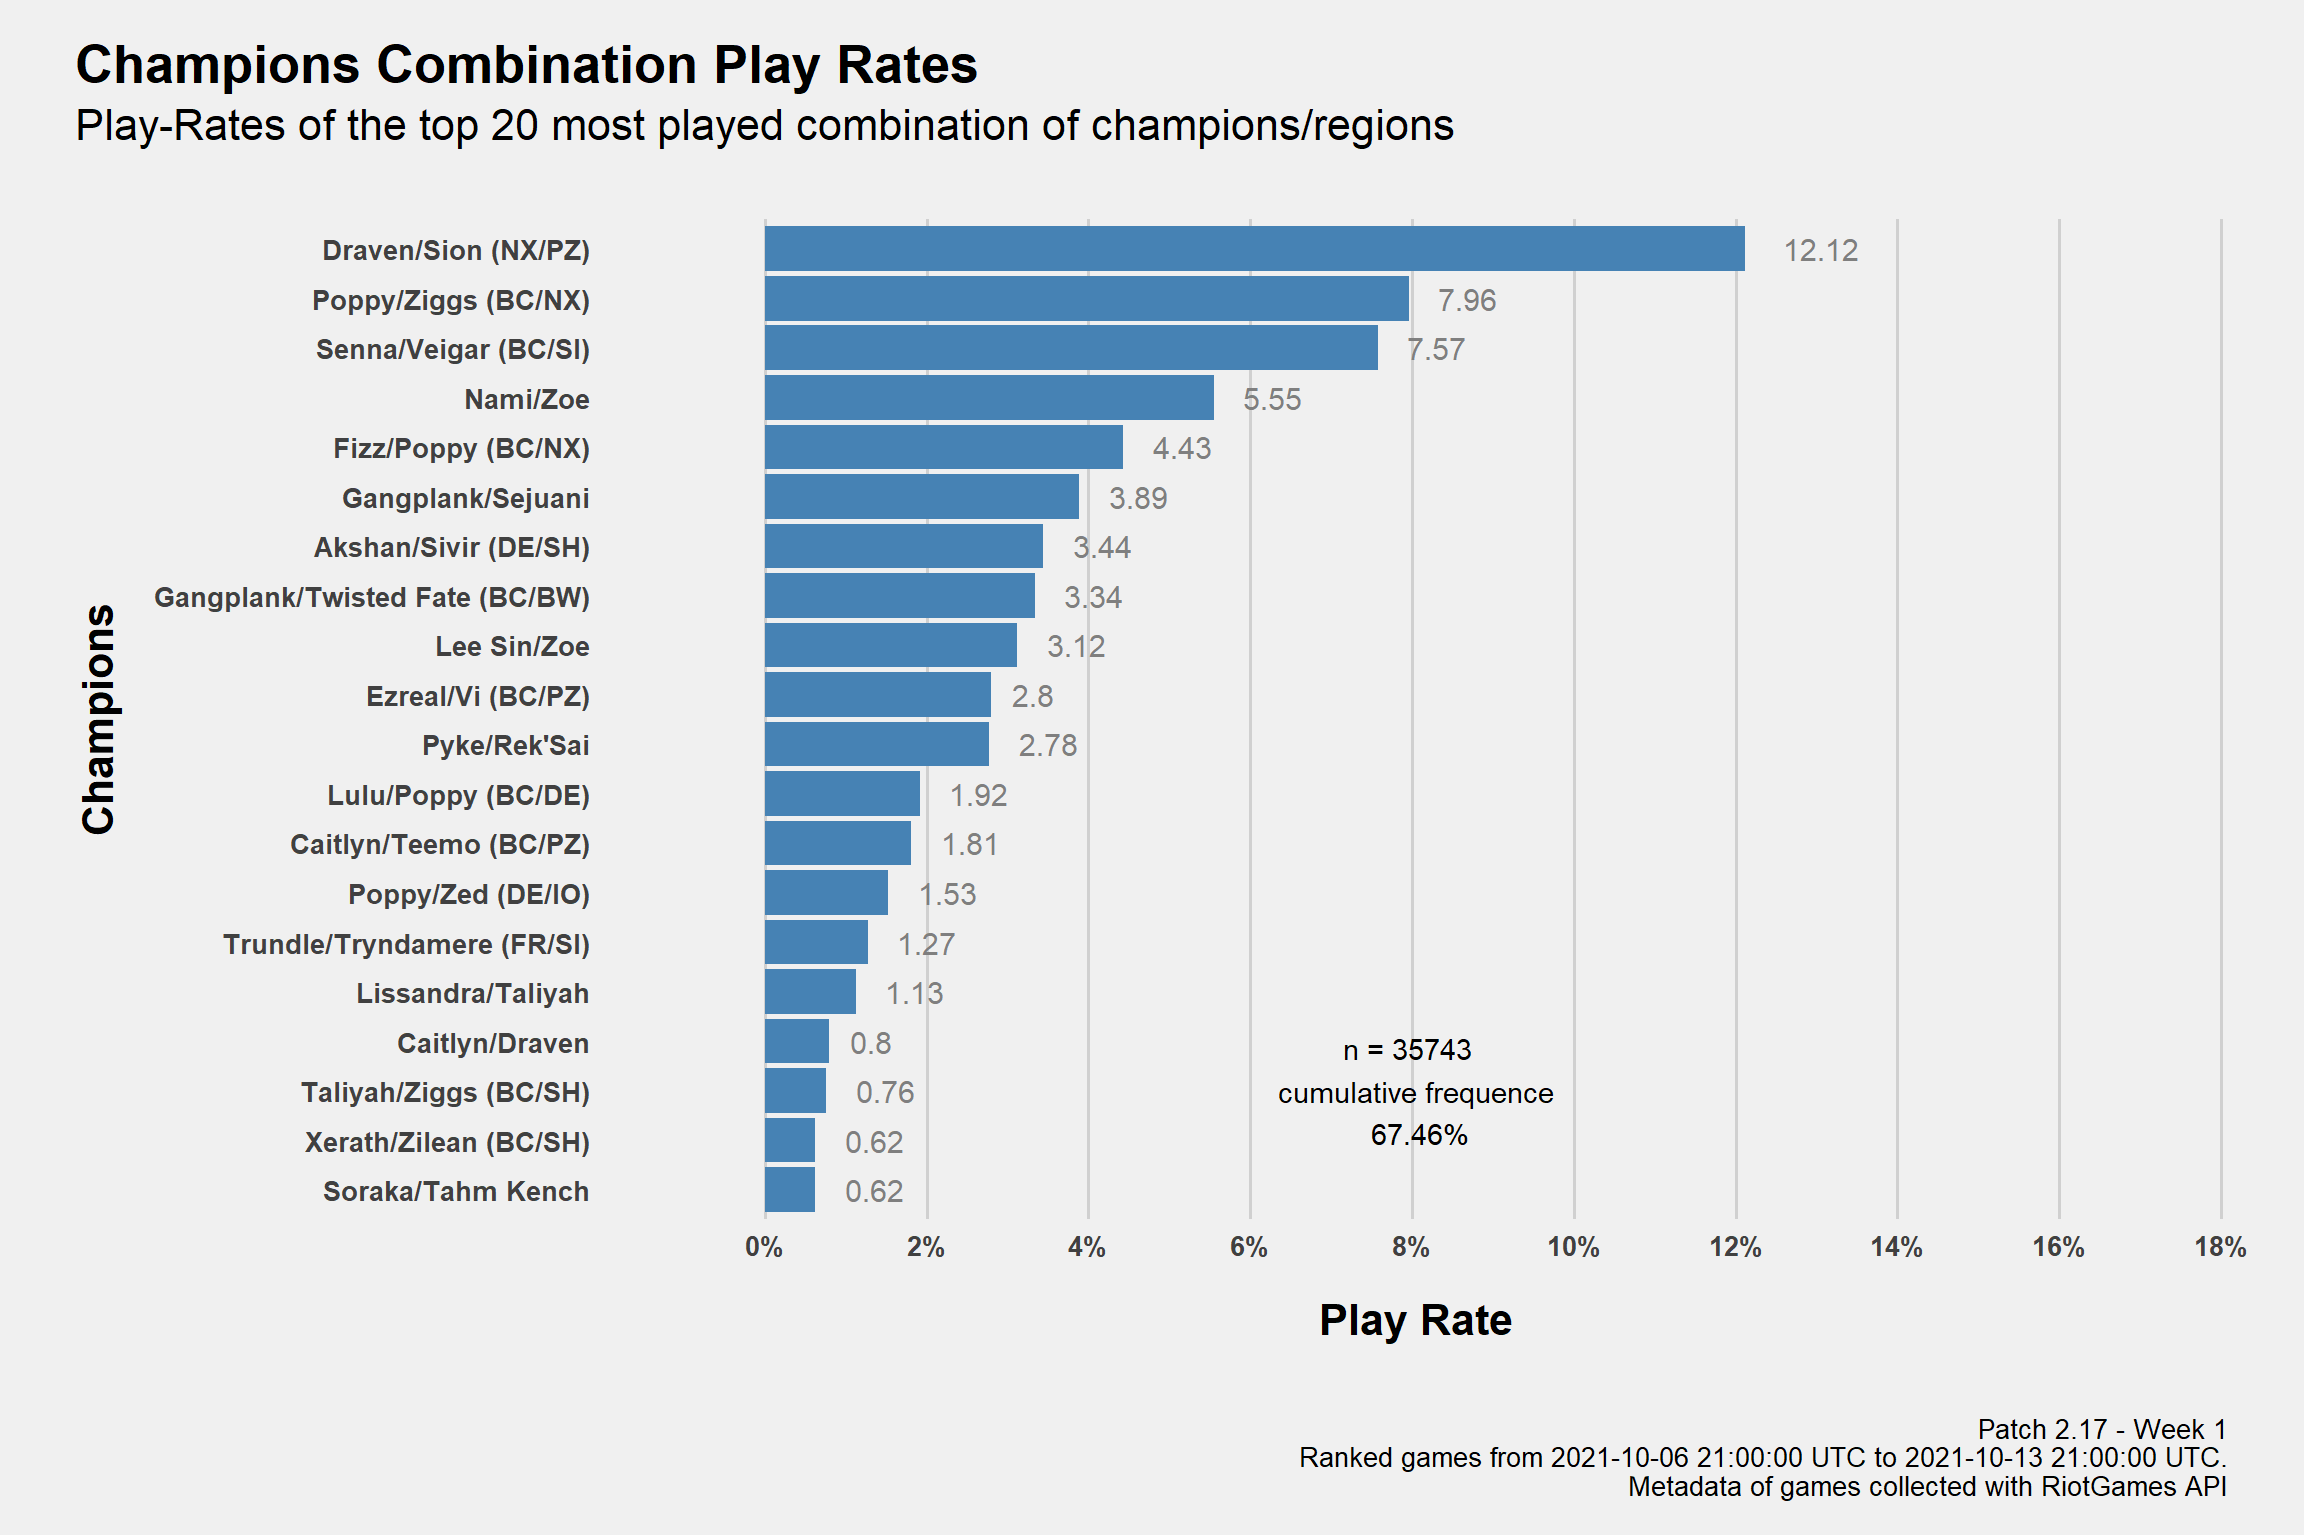 Champions Combination Play Rates
Play-Rates of the top 20 most played combination of champions/regions
Champions
Draven/Sion (NX/PZ) 12.12
Poppy/Ziggs (BC/NX) 7.96
Senna/Veigar (BC/SI) 7.57
Nami/Zoe 5.55
Fizz/Poppy (BC/NX) 4.43
Gangplank/Sejuani 3.89
Akshan/Sivir (DE/SH) 3.44
Gangplank/Twisted Fate (BC/BW) 3.34
Lee Sin/Zoe 3.12
Ezreal/Vi (BC/PZ) 2.8
Pyke/Rek'Sai 2.78
Lulu/Poppy (BC/DE) 1.92
Caitlyn/Teemo (BC/PZ) 1.81
Poppy/Zed (DE/IO) 1.53
Trundle/Tryndamere (FR/SI) 1.27
Lissandra/Taliyah 1.13
Caitlyn/Draven 0.8
Taliyah/Ziggs (BC/SH) 0.76
Xerath/Zilean (BC/SH) 0.62
Soraka/Tahm Kench 0.62
n = 35743
cumulative frequence
67.46%
0% 2% 4% 6% 8% 10% 12% 14% 16% 18%
Play Rate
Patch 2.17 - Week 1
Ranked games from 2021-10-06 21:00:00 UTC to 2021-10-13 21:00:00 UTC.
Metadata of games collected with RiotGames API